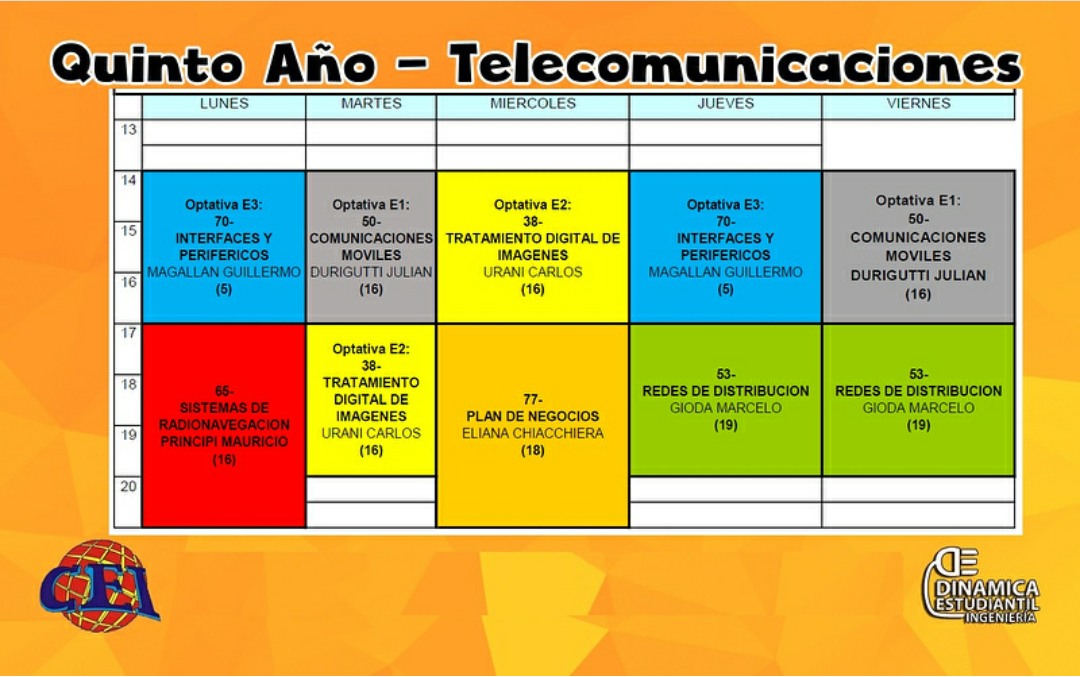 Quinto Año – Telecomunicaciones
LUNES MARTES MIERCOLES JUEVES VIERNES
13
14
15
16
17
18
19
20
Optativa E3:
70-
INTERFACES Y
PERIFERICOS
MAGALLAN GUILLERMO
(5)
Optativa E1:
50-
COMUNICACIONES
MOVILES
DURIGUTTI JULIAN
(16)
Optativa E2:
38-
TRATAMIENTO DIGITAL DE
IMAGENES
URANI CARLOS
(16)
Optativa E3:
70-
INTERFACES Y
PERIFERICOS
MAGALLAN GUILLERMO
(5)
Optativa E1:
50-
COMUNICACIONES
MOVILES
DURIGUTTI JULIAN
(16)
65-
SISTEMAS DE
RADIONAVEGACION
PRINCIPI MAURICIO
(16)
Optativa E2:
38-
TRATAMIENTO
DIGITAL DE
IMAGENES
URANI CARLOS
(16)
77-
PLAN DE NEGOCIOS
ELIANA CHIACCHIERA
(18)
53-
REDES DE DISTRIBUCION
GIODA MARCELO
(19)
53-
REDES DE DISTRIBUCION
GIODA MARCELO
(19)
CEI
DE
DINAMICA
ESTUDIANTIL
INGENIERÍA